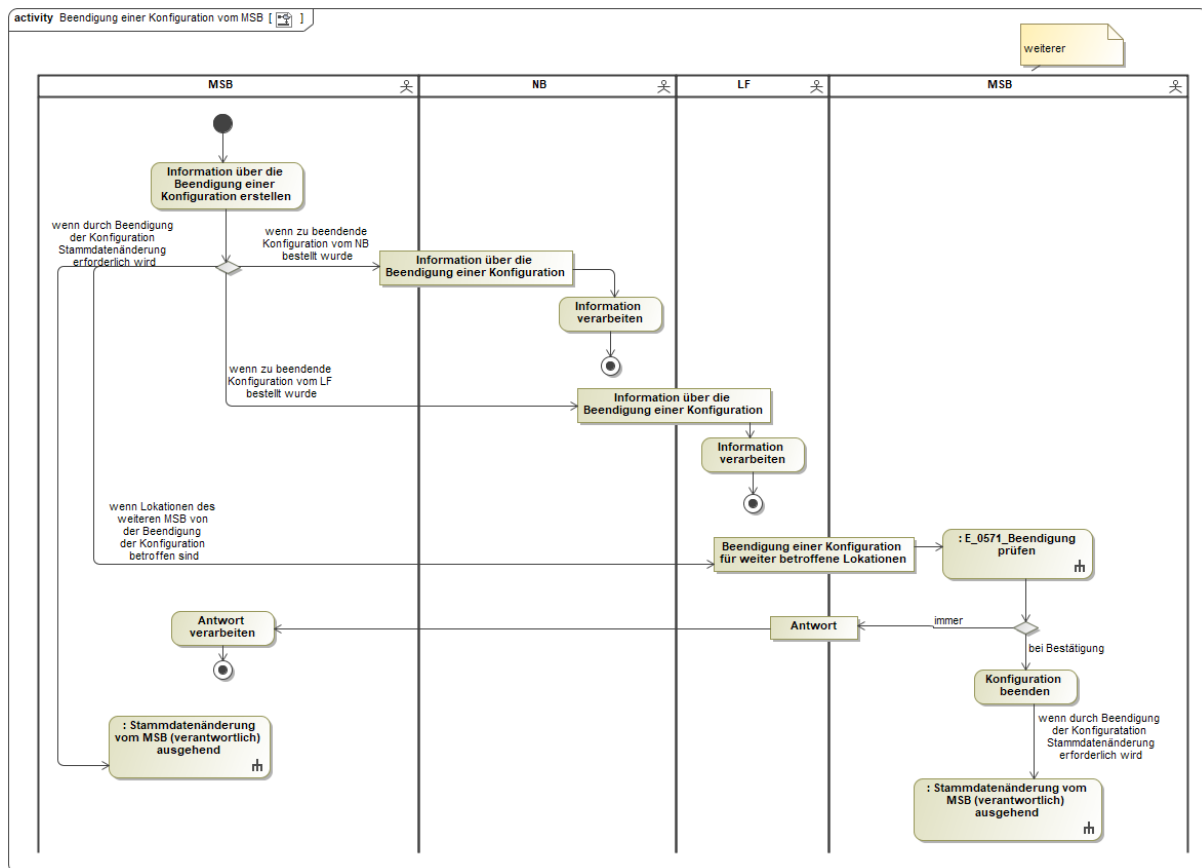 activity Beendigung einer Konfiguration vom MSB [ ]
weiterer
MSB
NB
LF
MSB
Information über die
Beendigung einer
Konfiguration erstellen
wenn durch Beendigung
der Konfiguration
Stammdatenänderung
erforderlich wird
wenn zu beendende
Konfiguration vom NB
bestellt wurde
Information über die
Beendigung einer Konfiguration
Information
verarbeiten
wenn zu beendende
Konfiguration vom LF
bestellt wurde
Information über die
Beendigung einer Konfiguration
Information
verarbeiten
wenn Lokationen des
weiteren MSB von
der Beendigung
der Konfiguration
betroffen sind
Beendigung einer Konfiguration
für weiter betroffene Lokationen
: E_0571_Beendigung
prüfen
Antwort
verarbeiten
Antwort
immer
bei Bestätigung
Konfiguration
beenden
: Stammdatenänderung
vom MSB (verantwortlich)
ausgehend
wenn durch Beendigung
der Konfiguratation
Stammdatenänderung
erforderlich wird
: Stammdatenänderung vom
MSB (verantwortlich)
ausgehend